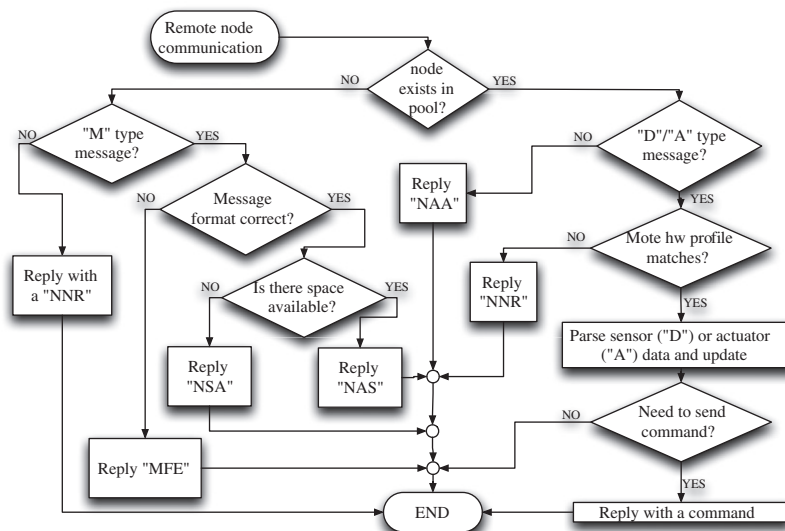 Remote node
communication
node
exists in
pool?
NO
YES
"M" type
message?
NO
YES
"D"/"A" type
message?
NO
YES
Message
format correct?
NO
YES
Reply
"NAA"
Mote hw profile
matches?
NO
YES
Reply with
a "NNR"
Is there space
available?
NO
YES
Reply
"NNR"
Parse sensor ("D") or actuator
("A") data and update
Reply
"NSA"
Reply
"NAS"
Need to send
command?
NO
YES
Reply "MFE"
END
Reply with a command